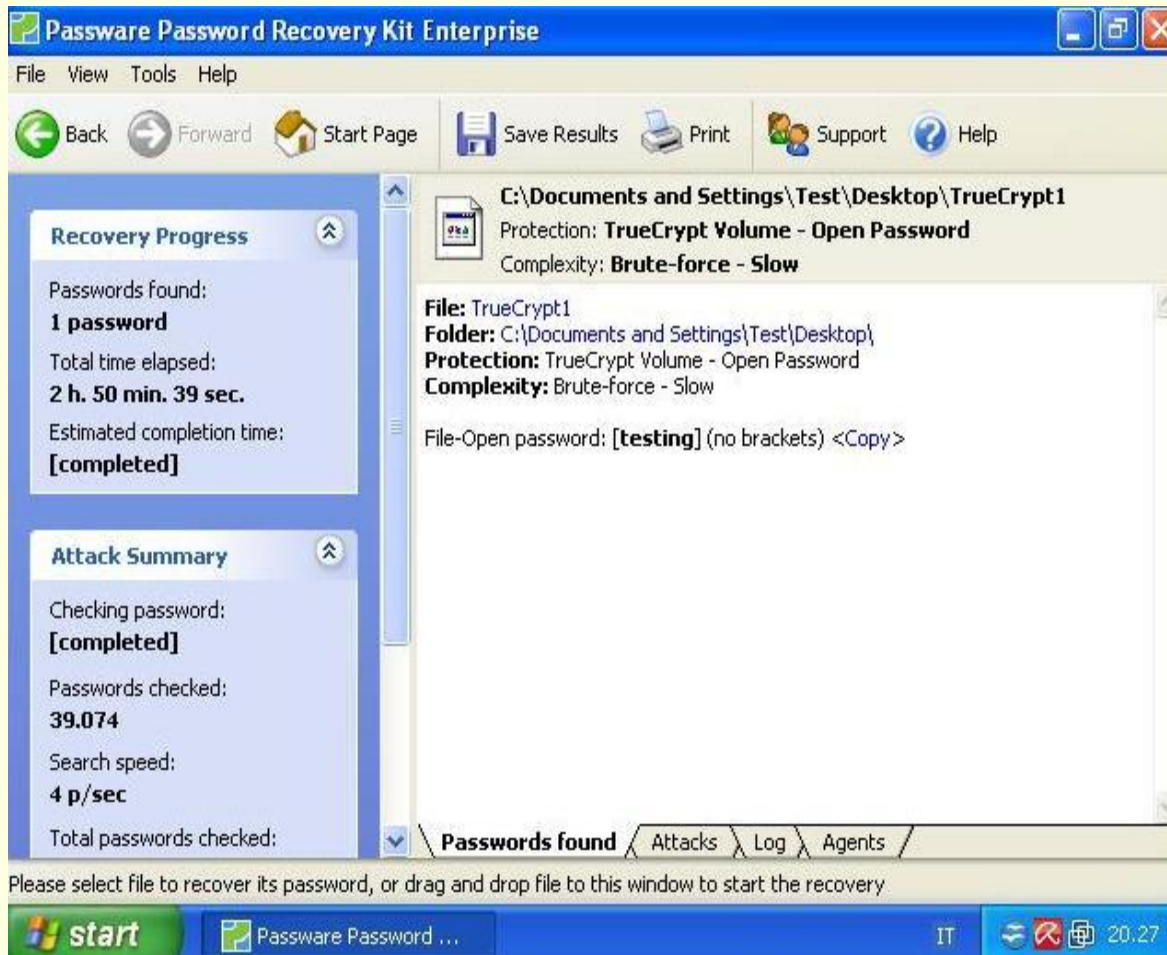 Passware Password Recovery Kit Enterprise
File View Tools Help
Back Forward Start Page Save Results Print Support Help
Recovery Progress
Passwords found:
1 password
Total time elapsed:
2 h. 50 min. 39 sec.
Estimated completion time:
[completed]
Attack Summary
Checking password:
[completed]
Passwords checked:
39.074
Search speed:
4 p/sec
Total passwords checked:
C:\Documents and Settings\Test\Desktop\TrueCrypt1
Protection: TrueCrypt Volume - Open Password
Complexity: Brute-force - Slow
File: TrueCrypt1
Folder: C:\Documents and Settings\Test\Desktop\
Protection: TrueCrypt Volume - Open Password
Complexity: Brute-force - Slow
File-Open password: [testing] (no brackets) <Copy>
Passwords found Attacks Log Agents
Please select file to recover its password, or drag and drop file to this window to start the recovery
start Passware Password ... IT 20.27